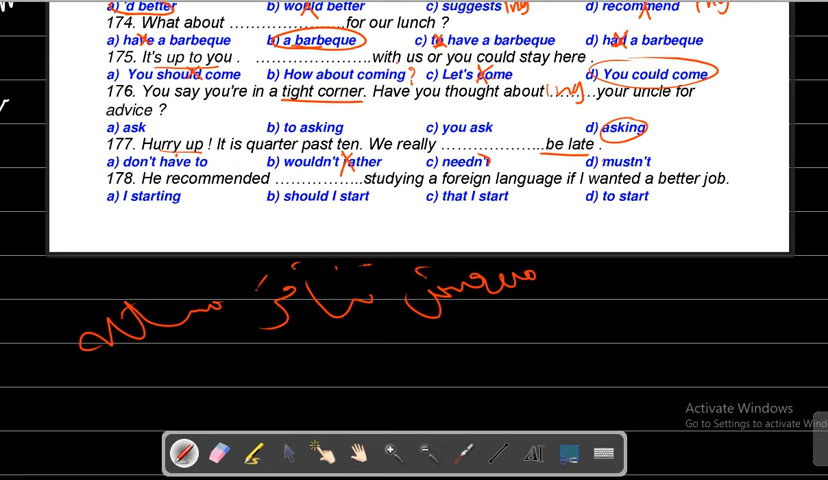 a) 'd better b) would better c) suggests ing d) recommend ing
174. What about ........................for our lunch ?
a) have a barbeque b) a barbeque c) to have a barbeque d) had a barbeque
175. It's up to you . ........................with us or you could stay here .
a) You should come b) How about coming? c) Let's come d) You could come
176. You say you're in a tight corner. Have you thought about ..ing.....your uncle for
advice ?
a) ask b) to asking c) you ask d) asking
177. Hurry up ! It is quarter past ten. We really ......................be late .
a) don't have to b) wouldn't rather c) needn't d) mustn't
178. He recommended ..................studying a foreign language if I wanted a better job.
a) I starting b) should I start c) that I start d) to start
Activate Windows
Go to Settings to activate Wind
AI